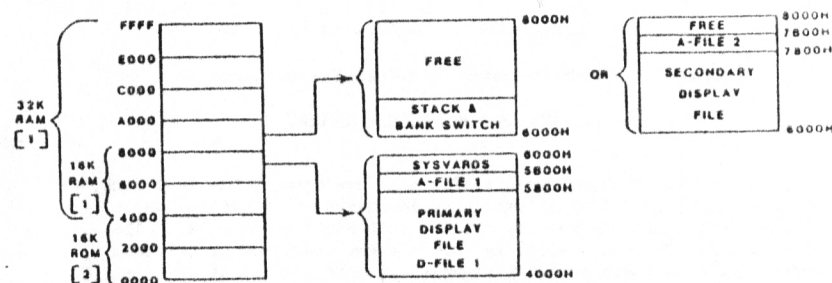 FFFF
E000
C000
A000
8000
6000
4000
2000
0000
32K
RAM
[1]
16K
RAM
[1]
16K
ROM
[3]
8000H
FREE
STACK &
BANK SWITCH
6000H
6000H
SYSVARDS
5800H
A-FILE 1
5800H
PRIMARY
DISPLAY
FILE
D-FILE 1
4000H
OR
8000H
FREE
7800H
A-FILE 2
7800H
SECONDARY
DISPLAY
FILE
6000H